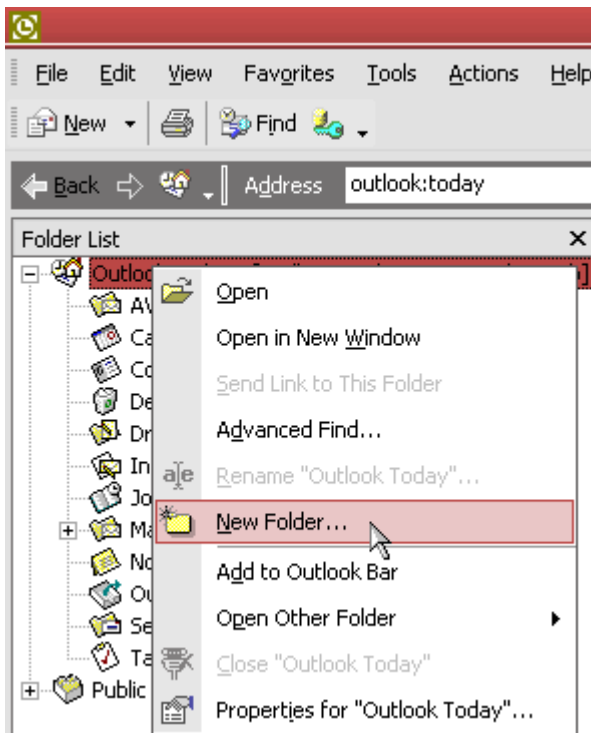 File Edit View Favorites Tools Actions Help
New Find
Back Address outlook:today
Folder List
Open
Open in New Window
Send Link to This Folder
Advanced Find...
Rename "Outlook Today"...
New Folder...
Add to Outlook Bar
Open Other Folder
Close "Outlook Today"
Public Properties for "Outlook Today"...